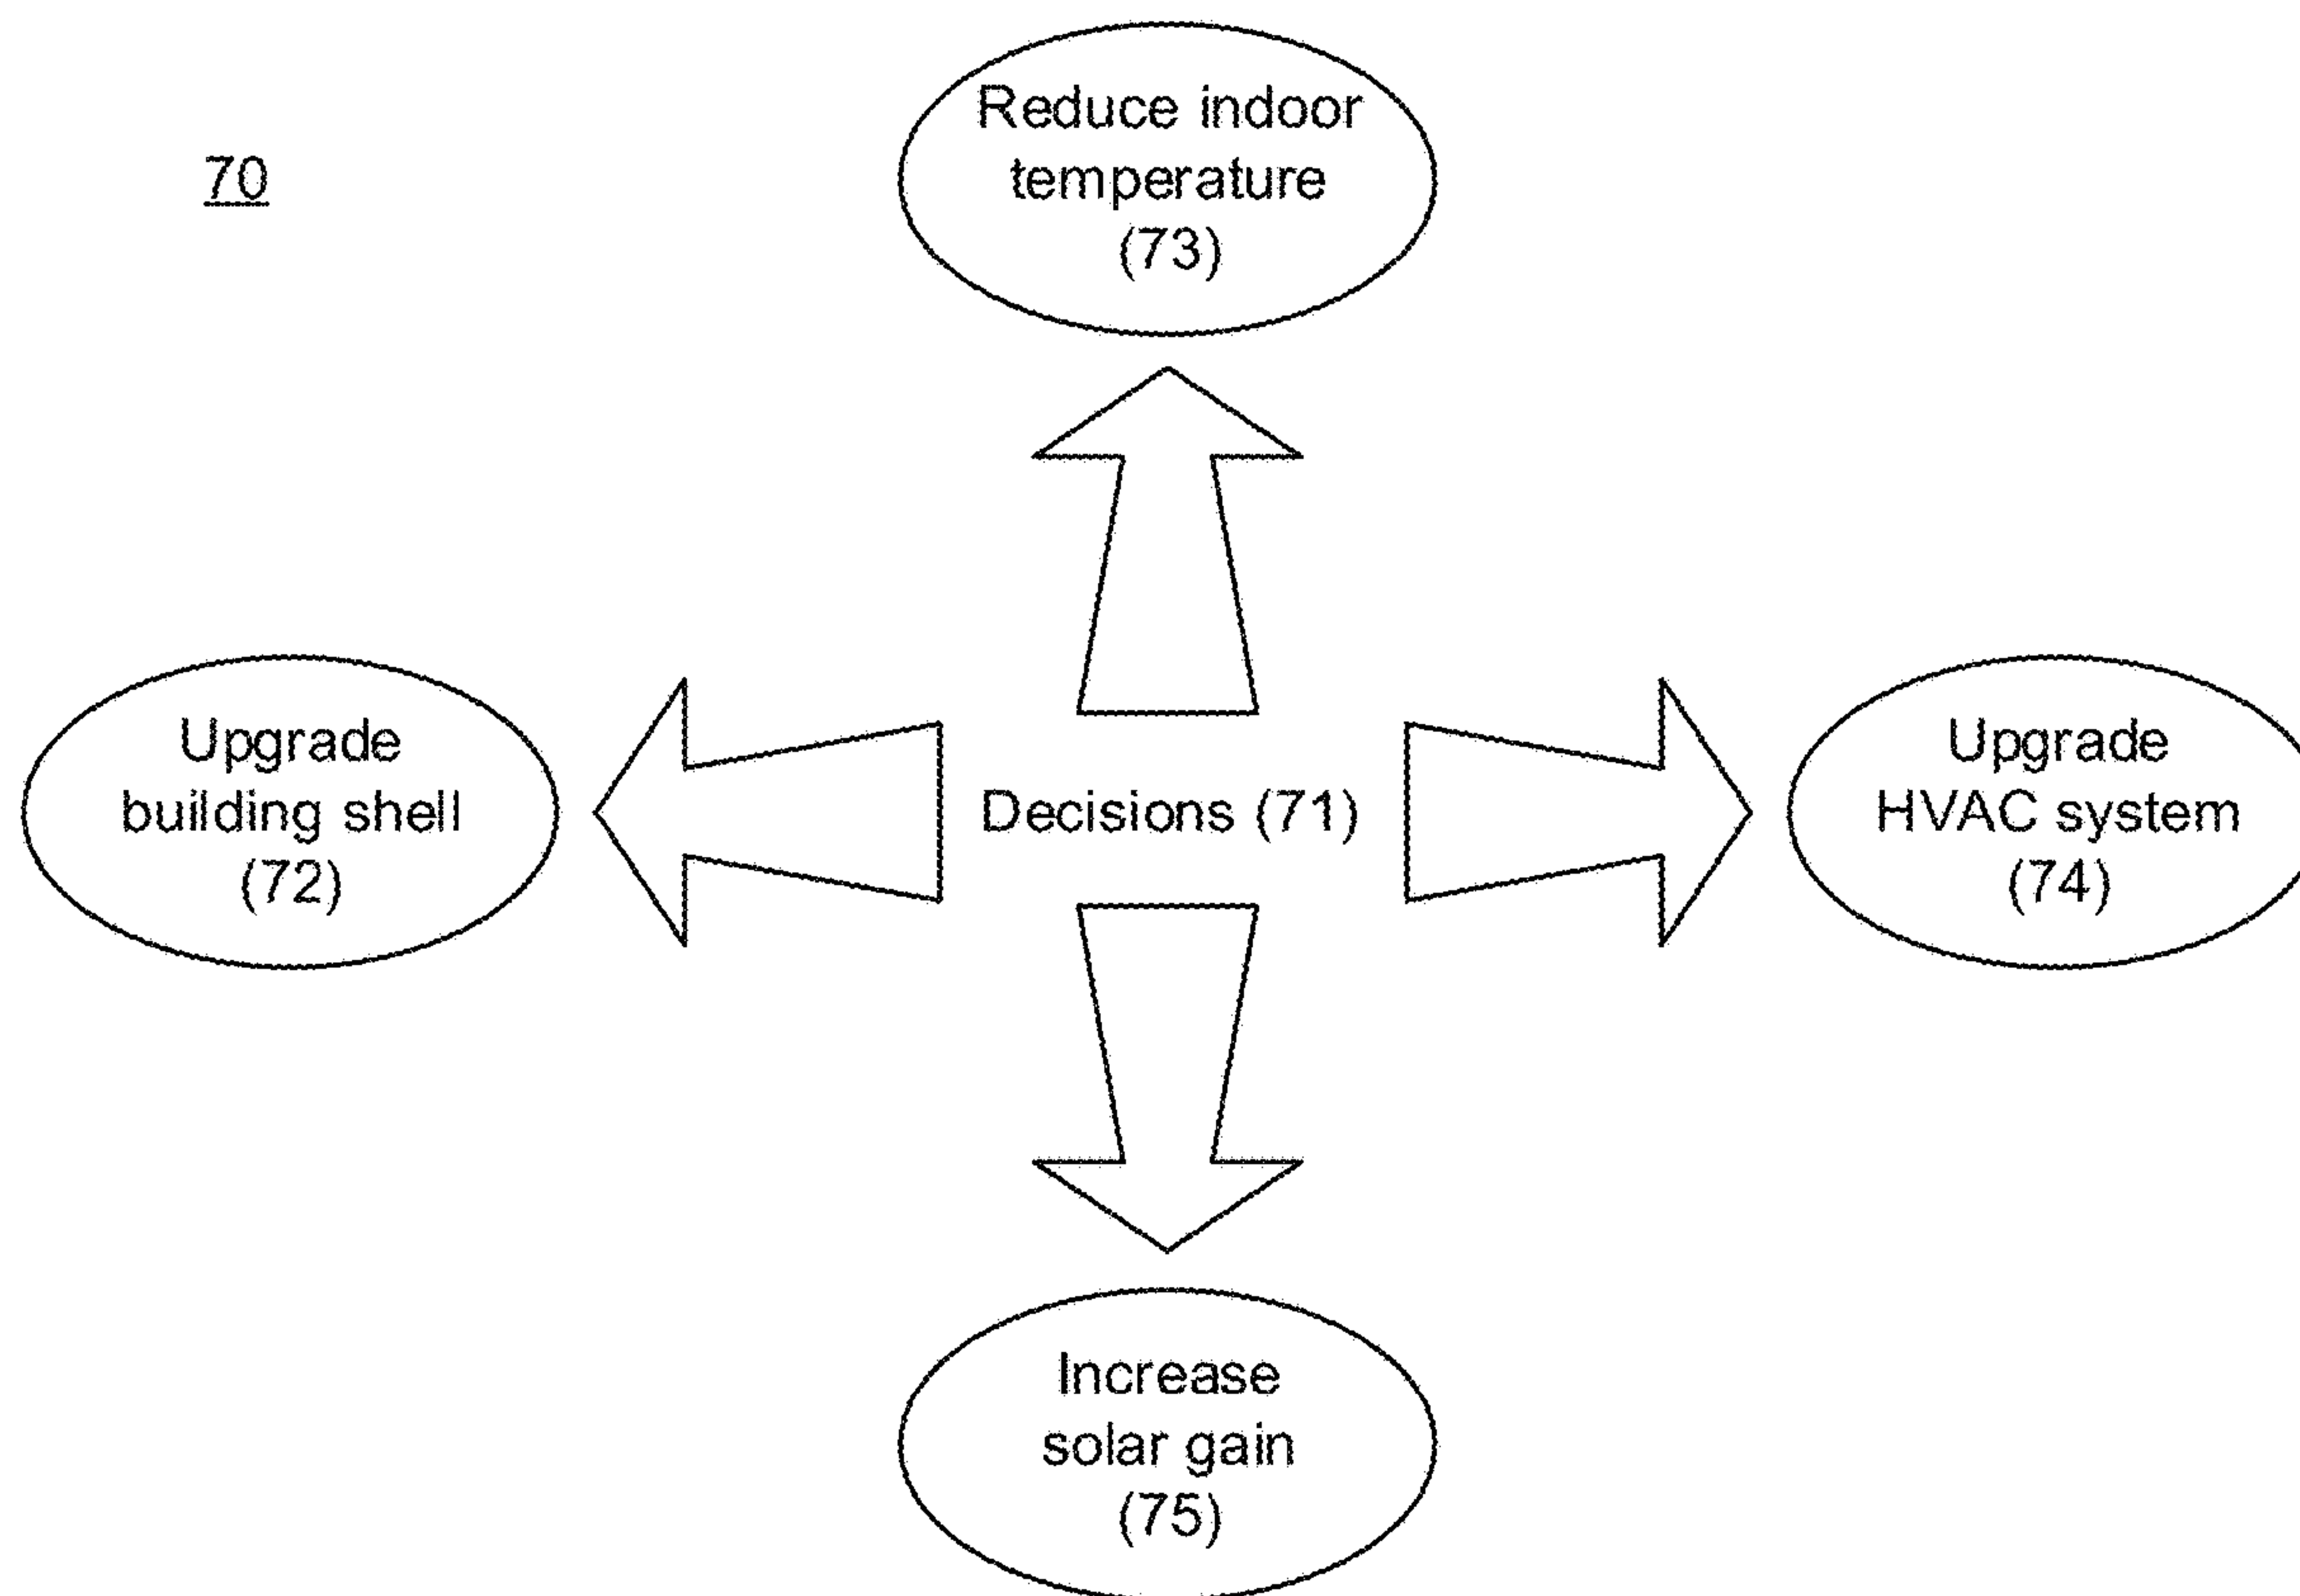 70
Reduce indoor
temperature
(73)
Upgrade
building shell
(72)
Decisions (71)
Upgrade
HVAC system
(74)
Increase
solar gain
(75)